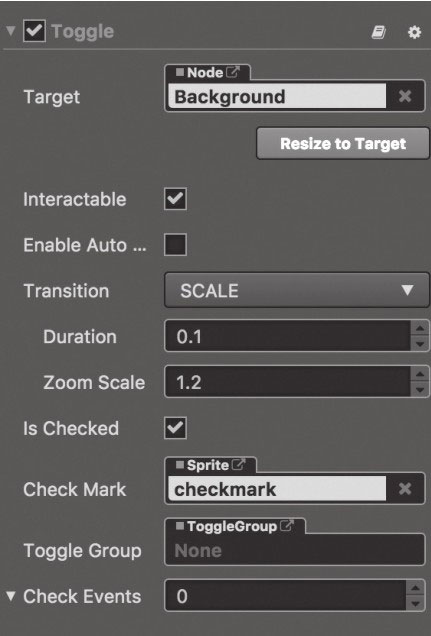 Toggle
Node
Target
Background
Resize to Target
Interactable
Enable Auto ...
Transition SCALE
Duration 0.1
Zoom Scale 1.2
Is Checked
Sprite
Check Mark checkmark
ToggleGroup
Toggle Group None
Check Events 0